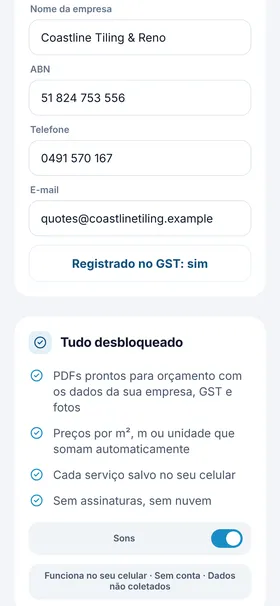 Nome da empresa
Coastline Tiling & Reno
ABN
51 824 753 556
Telefone
0491 570 167
E-mail
quotes@coastlinetiling.example
Registrado no GST: sim
Tudo desbloqueado
PDFs prontos para orçamento com
os dados da sua empresa, GST e
fotos
Preços por m², m ou unidade que
somam automaticamente
Cada serviço salvo no seu celular
Sem assinaturas, sem nuvem
Sons
Funciona no seu celular · Sem conta · Dados
não coletados